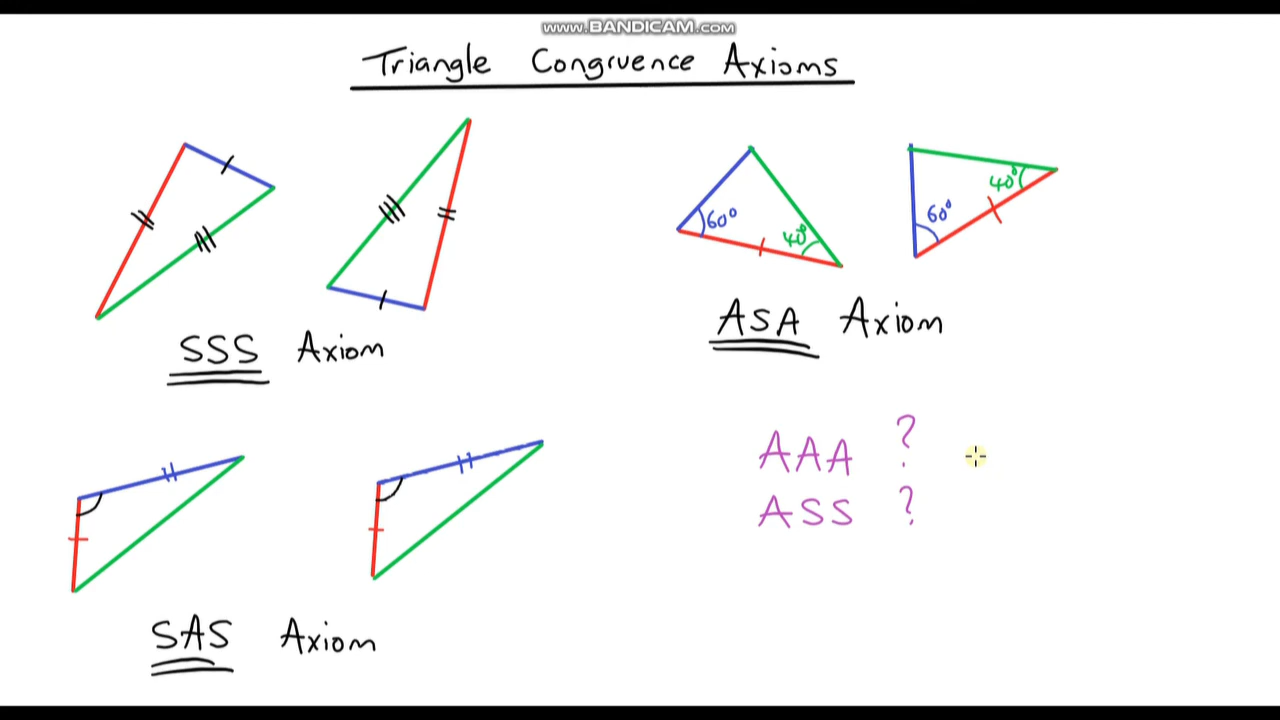 www.BANDICAM.com
Triangle Congruence Axioms
60° 40°
40° 60°
SSS Axiom
ASA Axiom
AAA ?
ASS ?
SAS Axiom